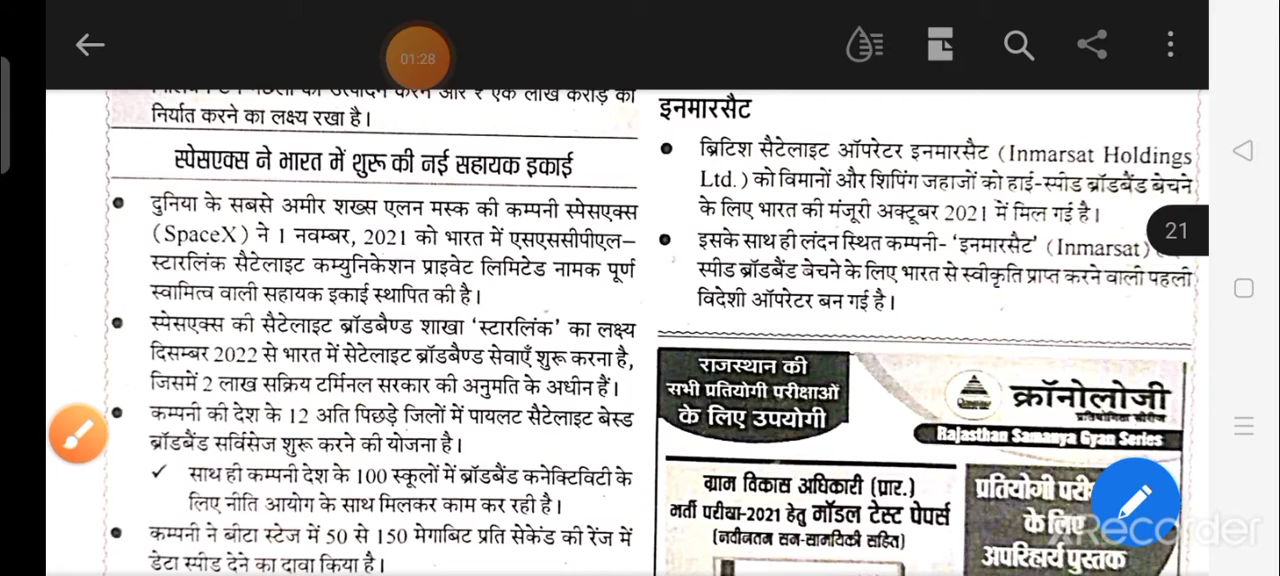 01:28
निर्यात करने का लक्ष्य रखा है।
स्पेसएक्स ने भारत में शुरू की नई सहायक इकाई
● दुनिया के सबसे अमीर शख्स एलन मस्क की कम्पनी स्पेसएक्स
(SpaceX) ने 1 नवम्बर, 2021 को भारत में एसएससीपीएल–
स्टारलिंक सैटेलाइट कम्युनिकेशन प्राइवेट लिमिटेड नामक पूर्ण
स्वामित्व वाली सहायक इकाई स्थापित की है।
● स्पेसएक्स की सैटेलाइट ब्रॉडबैण्ड शाखा ‘स्टारलिंक’ का लक्ष्य
दिसम्बर 2022 से भारत में सेटेलाइट ब्रॉडबैण्ड सेवाएँ शुरू करना है,
जिसमें 2 लाख सक्रिय टर्मिनल सरकार की अनुमति के अधीन हैं।
● कम्पनी की देश के 12 अति पिछड़े जिलों में पायलट सैटेलाइट बेस्ड
ब्रॉडबैंड सर्विसेज शुरू करने की योजना है।
✓ साथ ही कम्पनी देश के 100 स्कूलों में ब्रॉडबैंड कनेक्टिविटी के
लिए नीति आयोग के साथ मिलकर काम कर रही है।
● कम्पनी ने बीटा स्टेज में 50 से 150 मेगाबिट प्रति सेकेंड की रेंज में
डेटा स्पीड देने का दावा किया है।
इनमारसैट
● ब्रिटिश सैटेलाइट ऑपरेटर इनमारसैट (Inmarsat Holdings
Ltd.) को विमानों और शिपिंग जहाजों को हाई-स्पीड ब्रॉडबैंड बेचने
के लिए भारत की मंजूरी अक्टूबर 2021 में मिल गई है।
21
● इसके साथ ही लंदन स्थित कम्पनी- ‘इनमारसैट’ (Inmarsat)
स्पीड ब्रॉडबैंड बेचने के लिए भारत से स्वीकृति प्राप्त करने वाली पहली
विदेशी ऑपरेटर बन गई है।
राजस्थान की
सभी प्रतियोगी परीक्षाओं
के लिए उपयोगी
क्रॉनोलोजी
प्रतियोगिता सीरीज
Rajasthan Samanya Gyan Series
ग्राम विकास अधिकारी (प्रार.)
भर्ती परीक्षा-2021 हेतु मॉडल टेस्ट पेपर्स
(नवीनतम सम-सामयिकी सहित)
प्रतियोगी
के लिए
अपरिहार्य पुस्तक
XRecorder